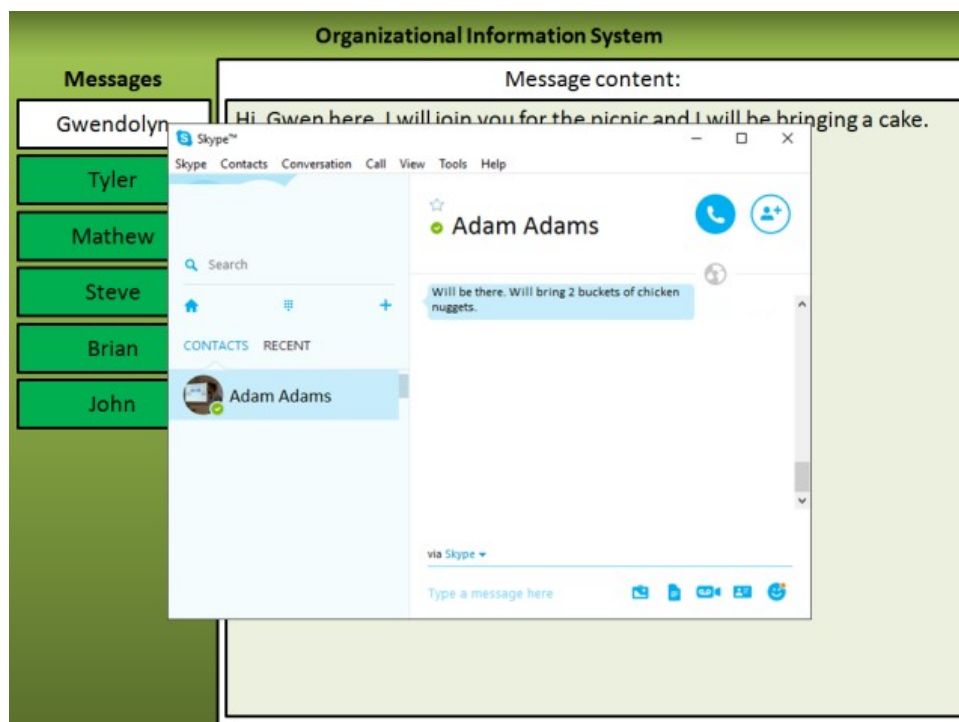 Organizational Information System
Messages
Message content:
Gwendolyn
Hi, Gwen here. I will join you for the picnic and I will be bringing a cake.
Tyler
Mathew
Steve
Brian
John
Skype™
Skype Contacts Conversation Call View Tools Help
Adam Adams
Search
Will be there. Will bring 2 buckets of chicken
nuggets.
CONTACTS RECENT
Adam Adams
via Skype
Type a message here